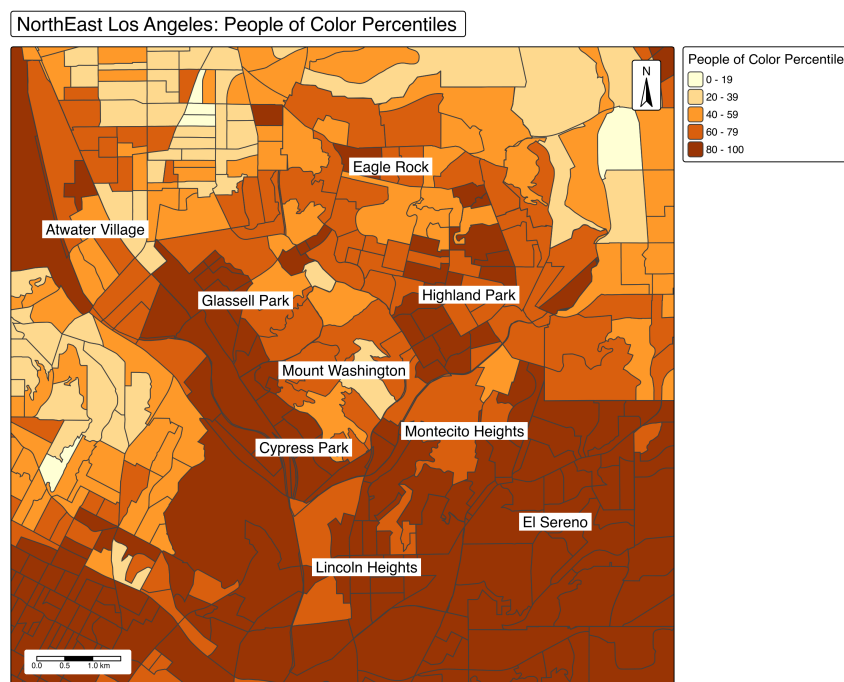 NorthEast Los Angeles: People of Color Percentiles
N
People of Color Percentile
0 - 19
20 - 39
40 - 59
60 - 79
80 - 100
Eagle Rock
Atwater Village
Glassell Park
Highland Park
Mount Washington
Montecito Heights
Cypress Park
El Sereno
Lincoln Heights
0.0 0.5 1.0 km